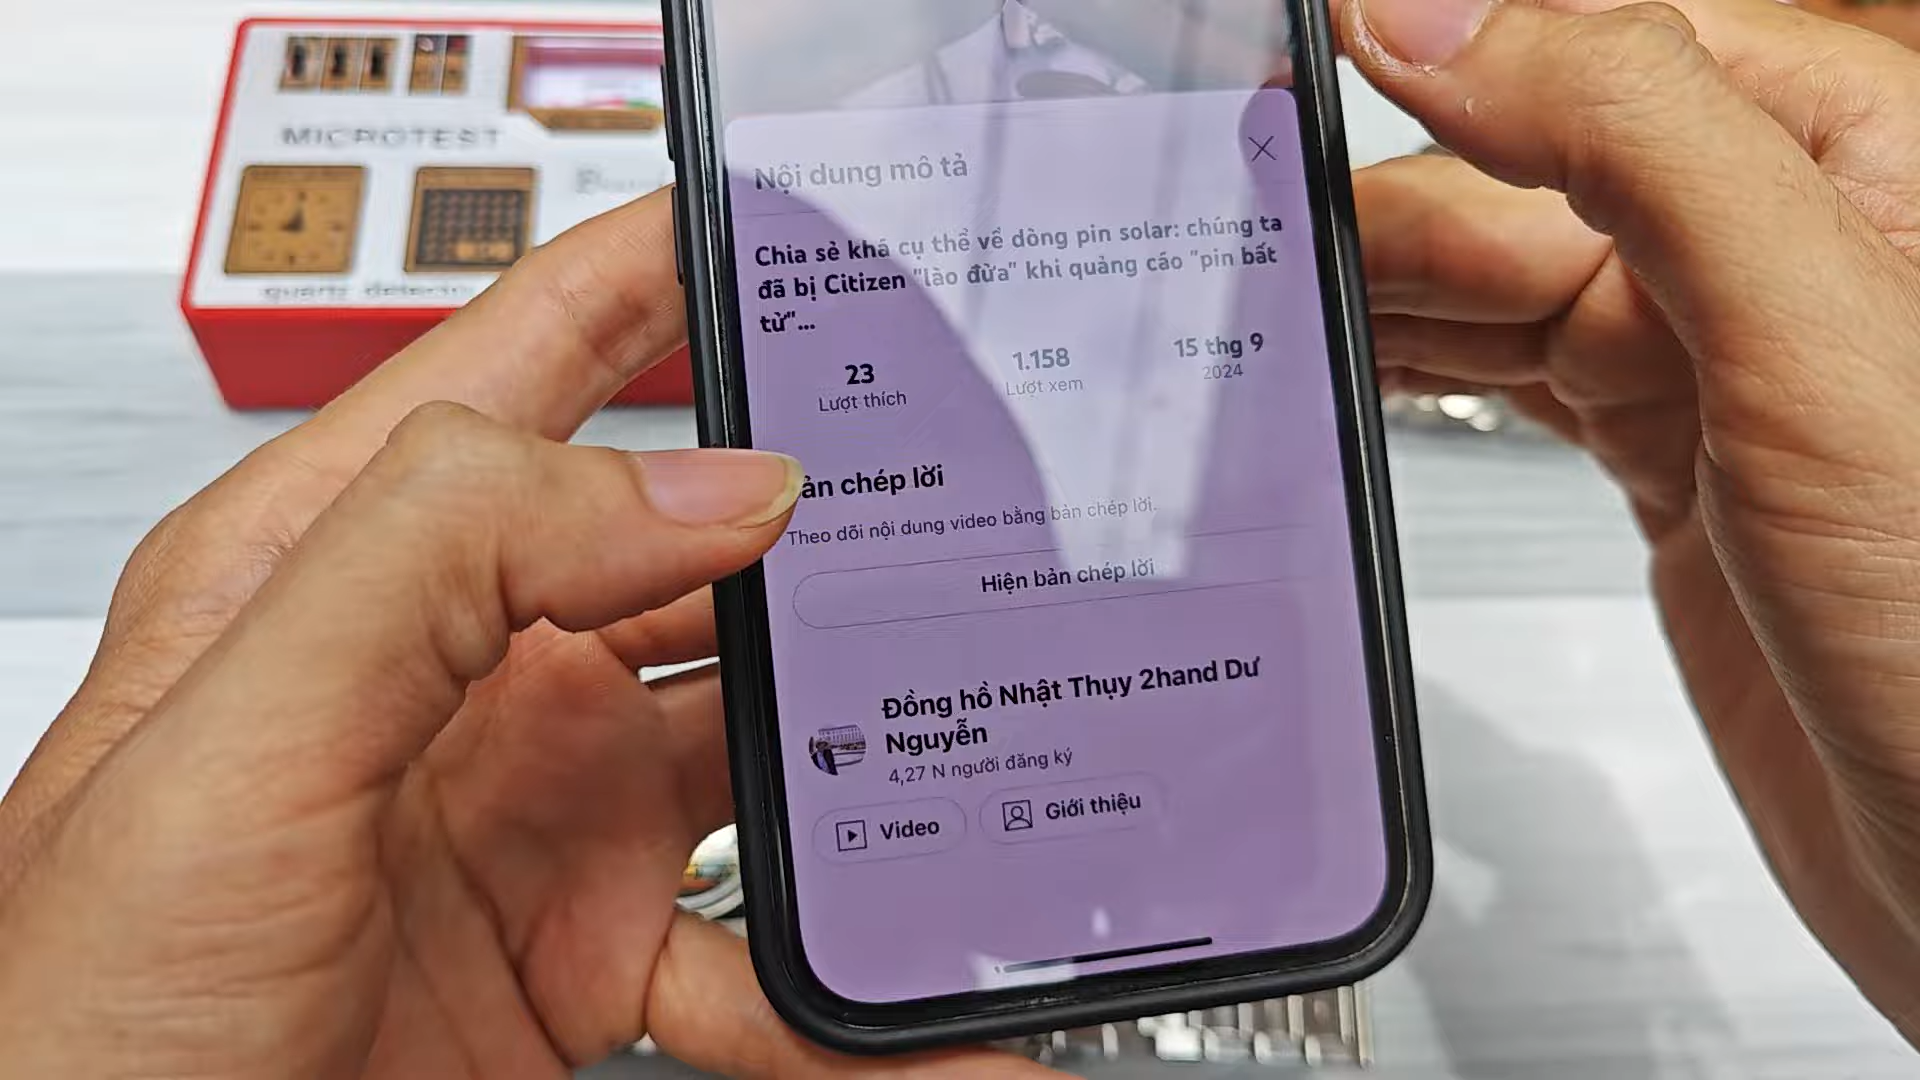 MICROTEST
quartz
Nội dung mô tả
Chia sẻ khá cụ thể về dòng pin solar: chúng ta
đã bị Citizen "lào đừa" khi quảng cáo "pin bất
tử"...
23
Lượt thích
1.158
Lượt xem
15 thg 9
2024
ản chép lời
Theo dõi nội dung video bằng bản chép lời.
Hiện bản chép lời
Đồng hồ Nhật Thụy 2hand Dư
Nguyễn
4,27 N người đăng ký
Video
Giới thiệu